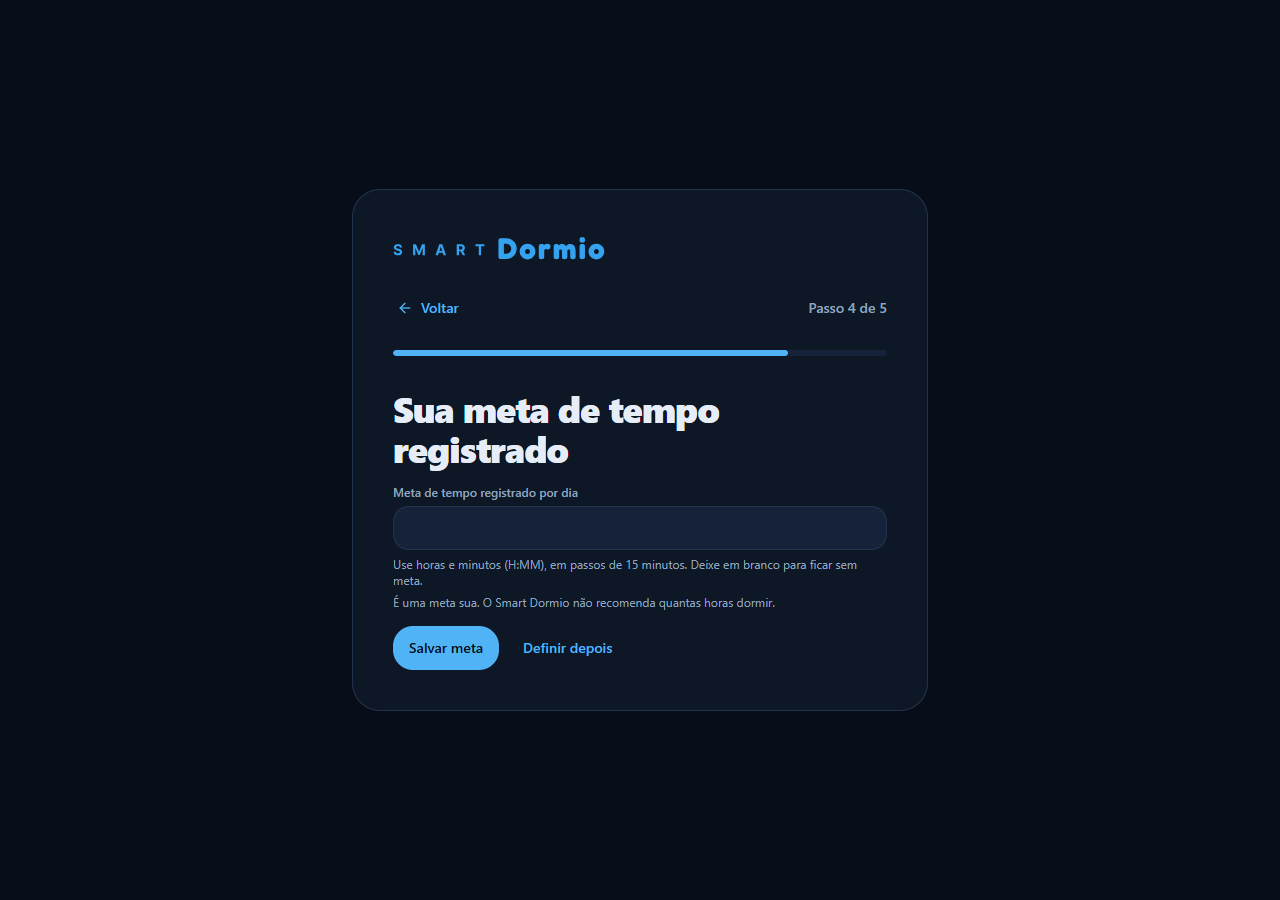 SMART Dormio
Voltar
Passo 4 de 5
Sua meta de tempo
registrado
Meta de tempo registrado por dia
Use horas e minutos (H:MM), em passos de 15 minutos. Deixe em branco para ficar sem
meta.
É uma meta sua. O Smart Dormio não recomenda quantas horas dormir.
Salvar meta
Definir depois